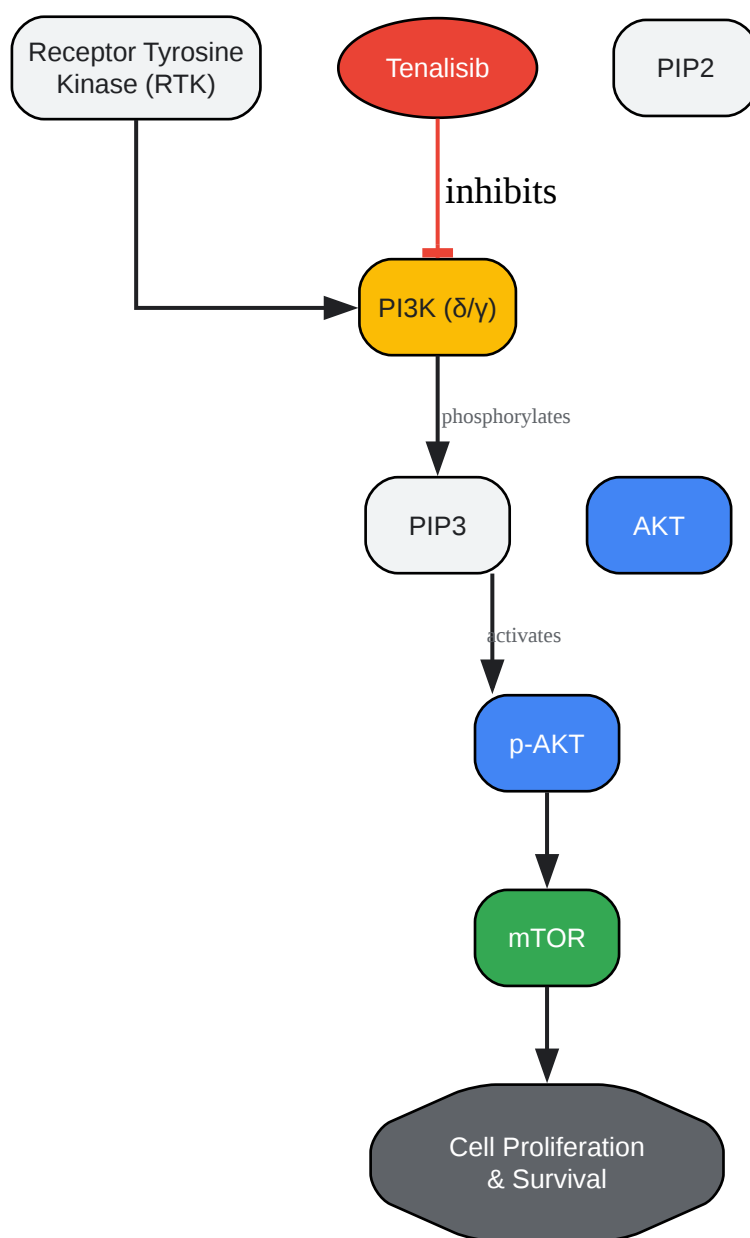 Receptor Tyrosine
Kinase (RTK)
Tenalisib
PIP2
inhibits
PI3K (δ/γ)
phosphorylates
PIP3
AKT
activates
p-AKT
mTOR
Cell Proliferation
& Survival